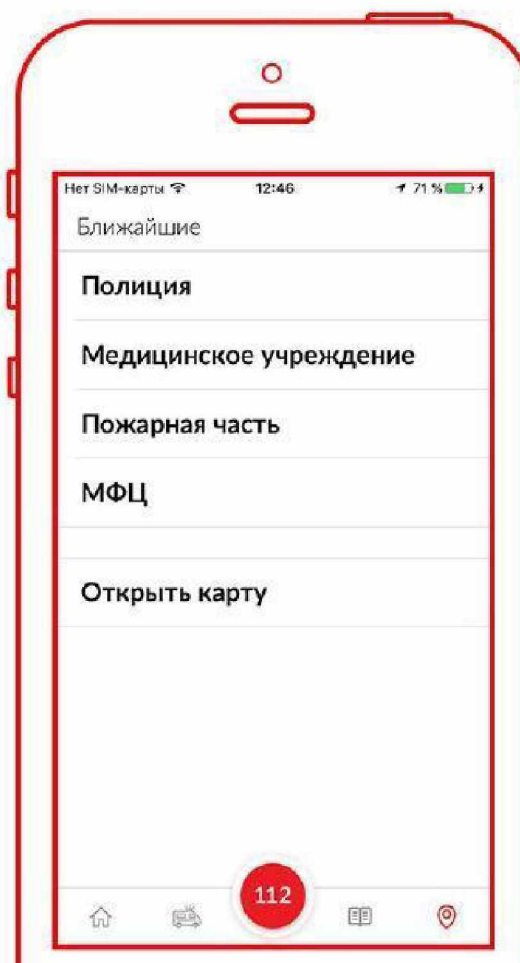 Нет SIM-карты 12:46 71 %
Ближайшие
Полиция
Медицинское учреждение
Пожарная часть
МФЦ
Открыть карту
112